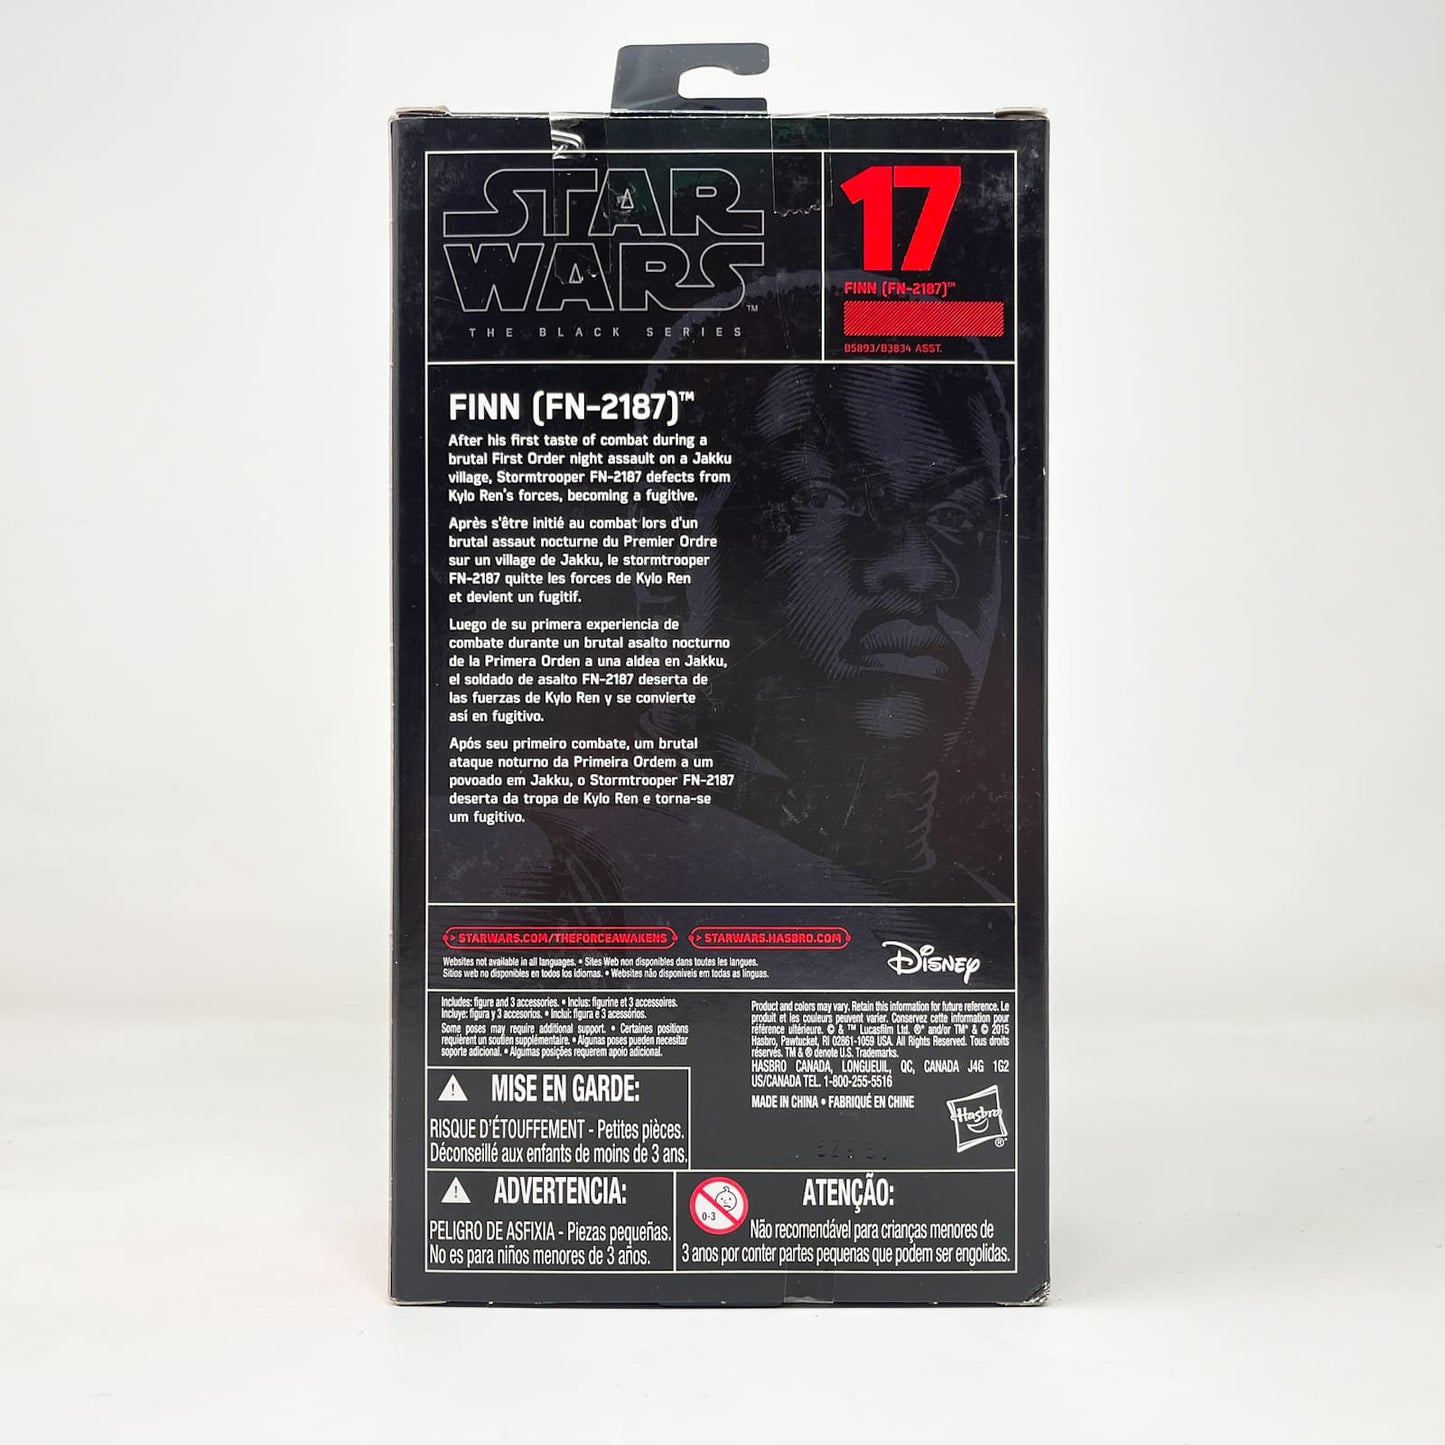 STAR
WARS™
THE BLACK SERIES
17
FINN (FN-2187)™
B5893/B3834 ASST.
FINN (FN-2187)™
After his first taste of combat during a
brutal First Order night assault on a Jakku
village, Stormtrooper FN-2187 defects from
Kylo Ren's forces, becoming a fugitive.
Après s'être initié au combat lors d'un
brutal assaut nocturne du Premier Ordre
sur un village de Jakku, le stormtrooper
FN-2187 quitte les forces de Kylo Ren
et devient un fugitif.
Luego de su primera experiencia de
combate durante un brutal asalto nocturno
de la Primera Orden a una aldea en Jakku,
el soldado de asalto FN-2187 deserta de
las fuerzas de Kylo Ren y se convierte
así en fugitivo.
Após seu primeiro combate, um brutal
ataque noturno da Primeira Ordem a um
povoado em Jakku, o Stormtrooper FN-2187
deserta da tropa de Kylo Ren e torna-se
um fugitivo.
STARWARS.COM/THEFORCEAWAKENS
STARWARS.HASBRO.COM
Websites not available in all languages. • Sites Web non disponibles dans toutes les langues.
Sitios web no disponibles en todos los idiomas. • Websites não disponíveis em todas as línguas.
Disney
Includes: figure and 3 accessories. • Inclus: figurine et 3 accessoires.
Incluye: figura y 3 accesorios. • Inclui: figura e 3 acessórios.
Some poses may require additional support. • Certaines positions
requièrent un soutien supplémentaire. • Algunas poses pueden necesitar
soporte adicional. • Algumas posições requerem apoio adicional.
Product and colors may vary. Retain this information for future reference. Le
produit et les couleurs peuvent varier. Conservez cette information pour
référence ultérieure. © & ™ Lucasfilm Ltd. ®* and/or TM* & © 2015
Hasbro, Pawtucket, RI 02861-1059 USA. All Rights Reserved. Tous droits
réservés. TM & ® denote U.S. Trademarks.
HASBRO CANADA, LONGUEUIL, QC, CANADA J4G 1G2
US/CANADA TEL. 1-800-255-5516
MADE IN CHINA • FABRIQUÉ EN CHINE
Hasbro
®*
MISE EN GARDE:
RISQUE D'ÉTOUFFEMENT - Petites pièces.
Déconseillé aux enfants de moins de 3 ans.
ADVERTENCIA:
PELIGRO DE ASFIXIA - Piezas pequeñas.
No es para niños menores de 3 años.
0-3
ATENÇÃO:
Não recomendável para crianças menores de
3 anos por conter partes pequenas que podem ser engolidas.